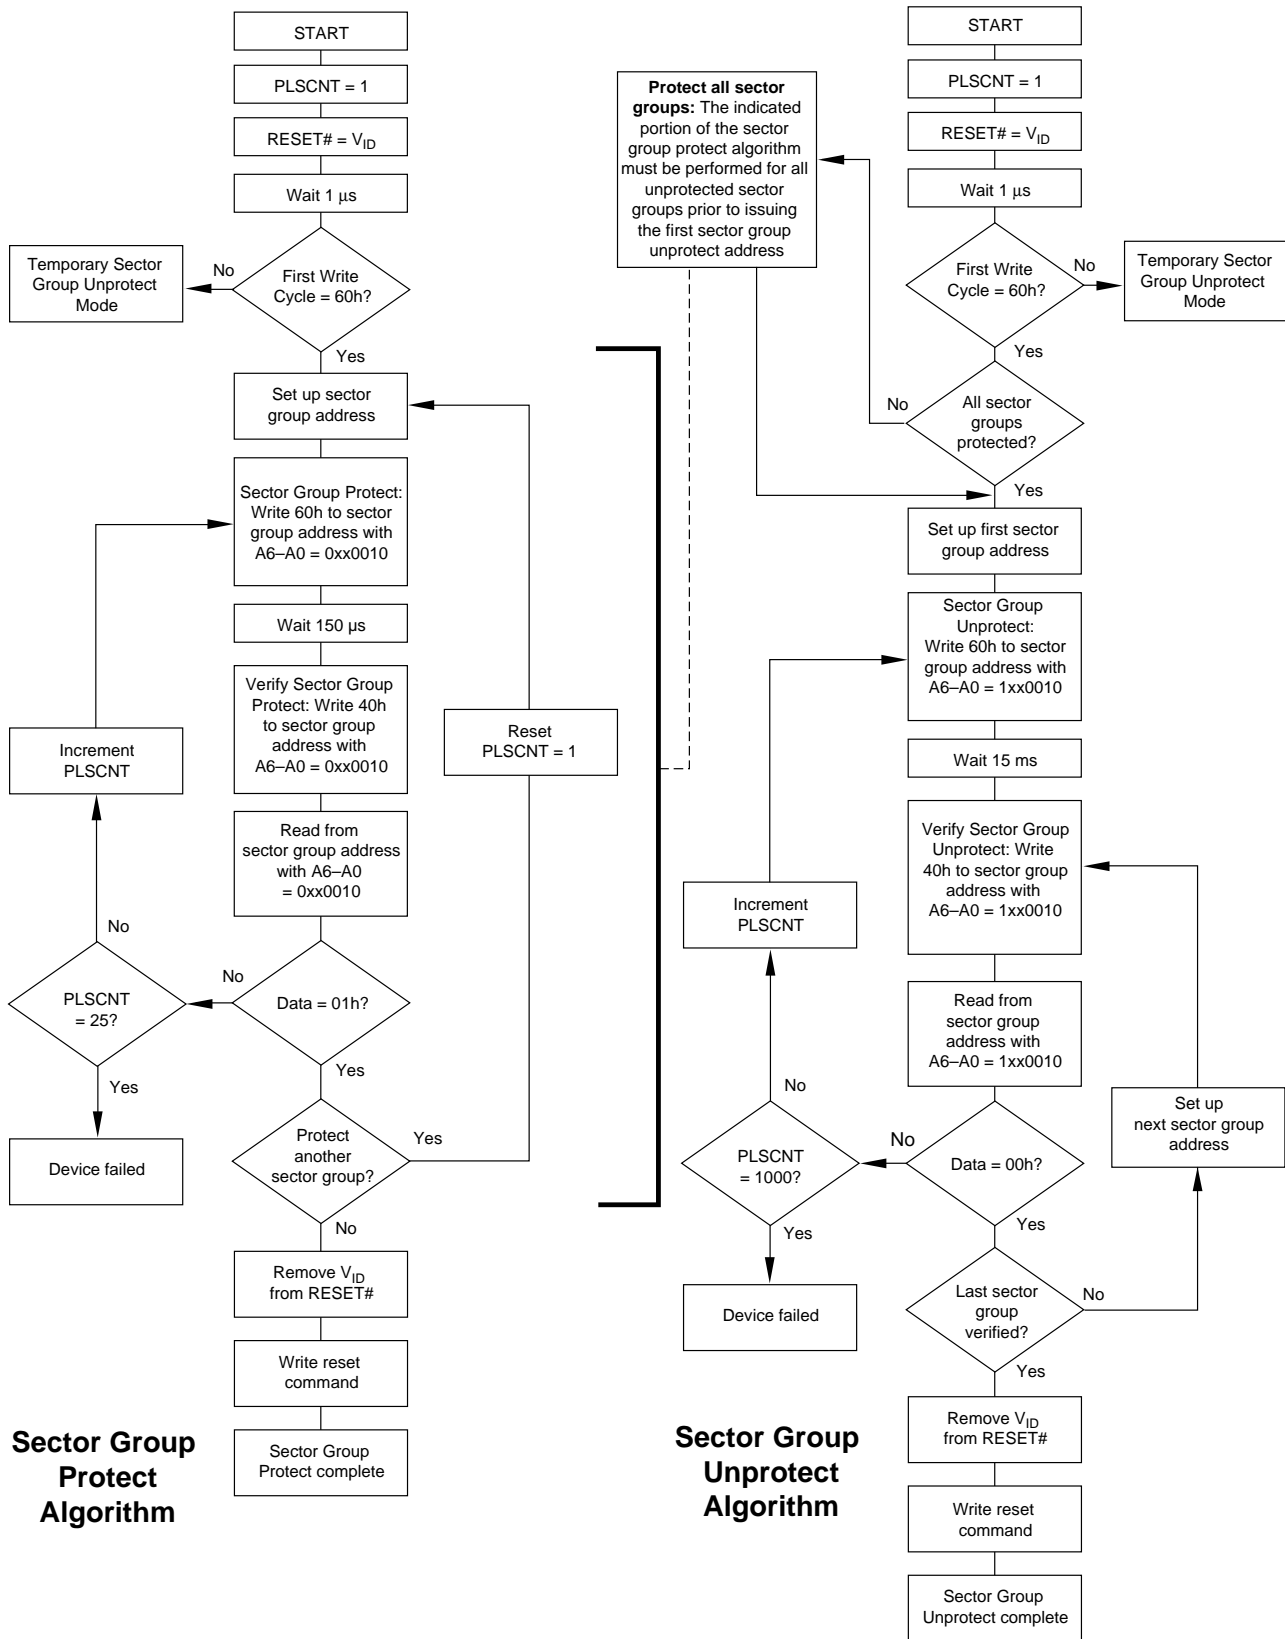 START
PLSCNT = 1
RESET# = VID
Wait 1 μs
First Write
Cycle = 60h?
No
Temporary Sector
Group Unprotect
Mode
Yes
Set up sector
group address
Sector Group Protect:
Write 60h to sector
group address with
A6–A0 = 0xx0010
Wait 150 µs
Verify Sector Group
Protect: Write 40h
to sector group
address with
A6–A0 = 0xx0010
Reset
PLSCNT = 1
Increment
PLSCNT
Read from
sector group address
with A6–A0
= 0xx0010
No
No
PLSCNT
= 25?
Data = 01h?
Yes
Yes
Device failed
Protect
another
sector group?
Yes
No
Remove VID
from RESET#
Write reset
command
Sector Group
Protect complete
Sector Group
Protect
Algorithm
Protect all sector
groups: The indicated
portion of the sector
group protect algorithm
must be performed for all
unprotected sector
groups prior to issuing
the first sector group
unprotect address
START
PLSCNT = 1
RESET# = VID
Wait 1 μs
First Write
Cycle = 60h?
No
Temporary Sector
Group Unprotect
Mode
Yes
No
All sector
groups
protected?
Yes
Set up first sector
group address
Sector Group
Unprotect:
Write 60h to sector
group address with
A6–A0 = 1xx0010
Wait 15 ms
Verify Sector Group
Unprotect: Write
40h to sector group
address with
A6–A0 = 1xx0010
Increment
PLSCNT
Read from
sector group
address with
A6–A0 = 1xx0010
No
No
PLSCNT
= 1000?
Data = 00h?
Set up
next sector group
address
Yes
Yes
Device failed
Last sector
group
verified?
No
Yes
Remove VID
from RESET#
Write reset
command
Sector Group
Unprotect complete
Sector Group
Unprotect
Algorithm